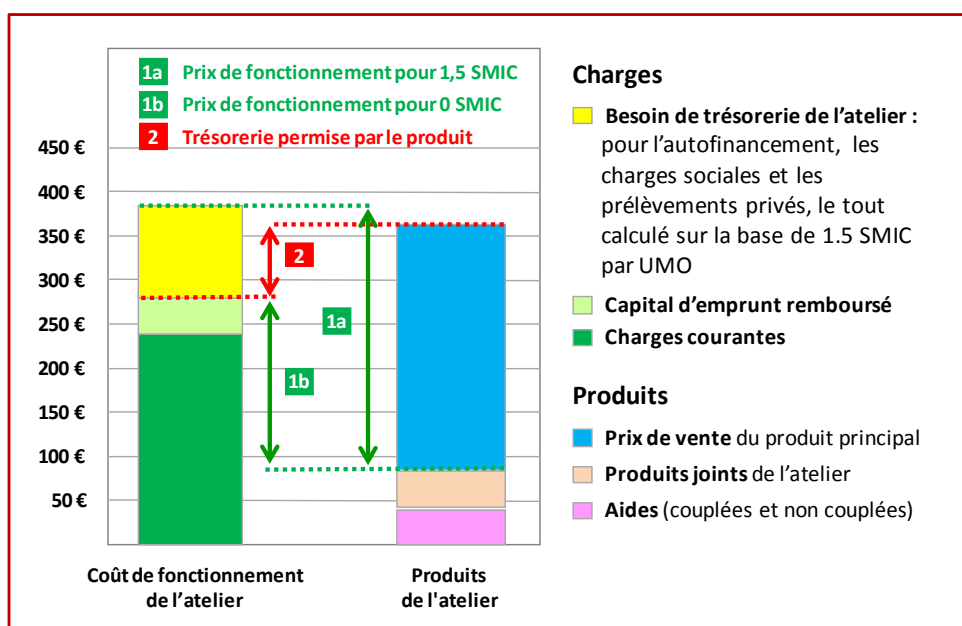 1a Prix de fonctionnement pour 1,5 SMIC
1b Prix de fonctionnement pour 0 SMIC
2 Trésorerie permise par le produit
450 €
400 €
350 €
300 €
250 €
200 €
150 €
100 €
50 €
2
1a
1b
Coût de fonctionnement
de l’atelier
Produits
de l'atelier
Charges
Besoin de trésorerie de l’atelier :
pour l’autofinancement, les
charges sociales et les
prélèvements privés, le tout
calculé sur la base de 1.5 SMIC
par UMO
Capital d’emprunt remboursé
Charges courantes
Produits
Prix de vente du produit principal
Produits joints de l’atelier
Aides (couplées et non couplées)